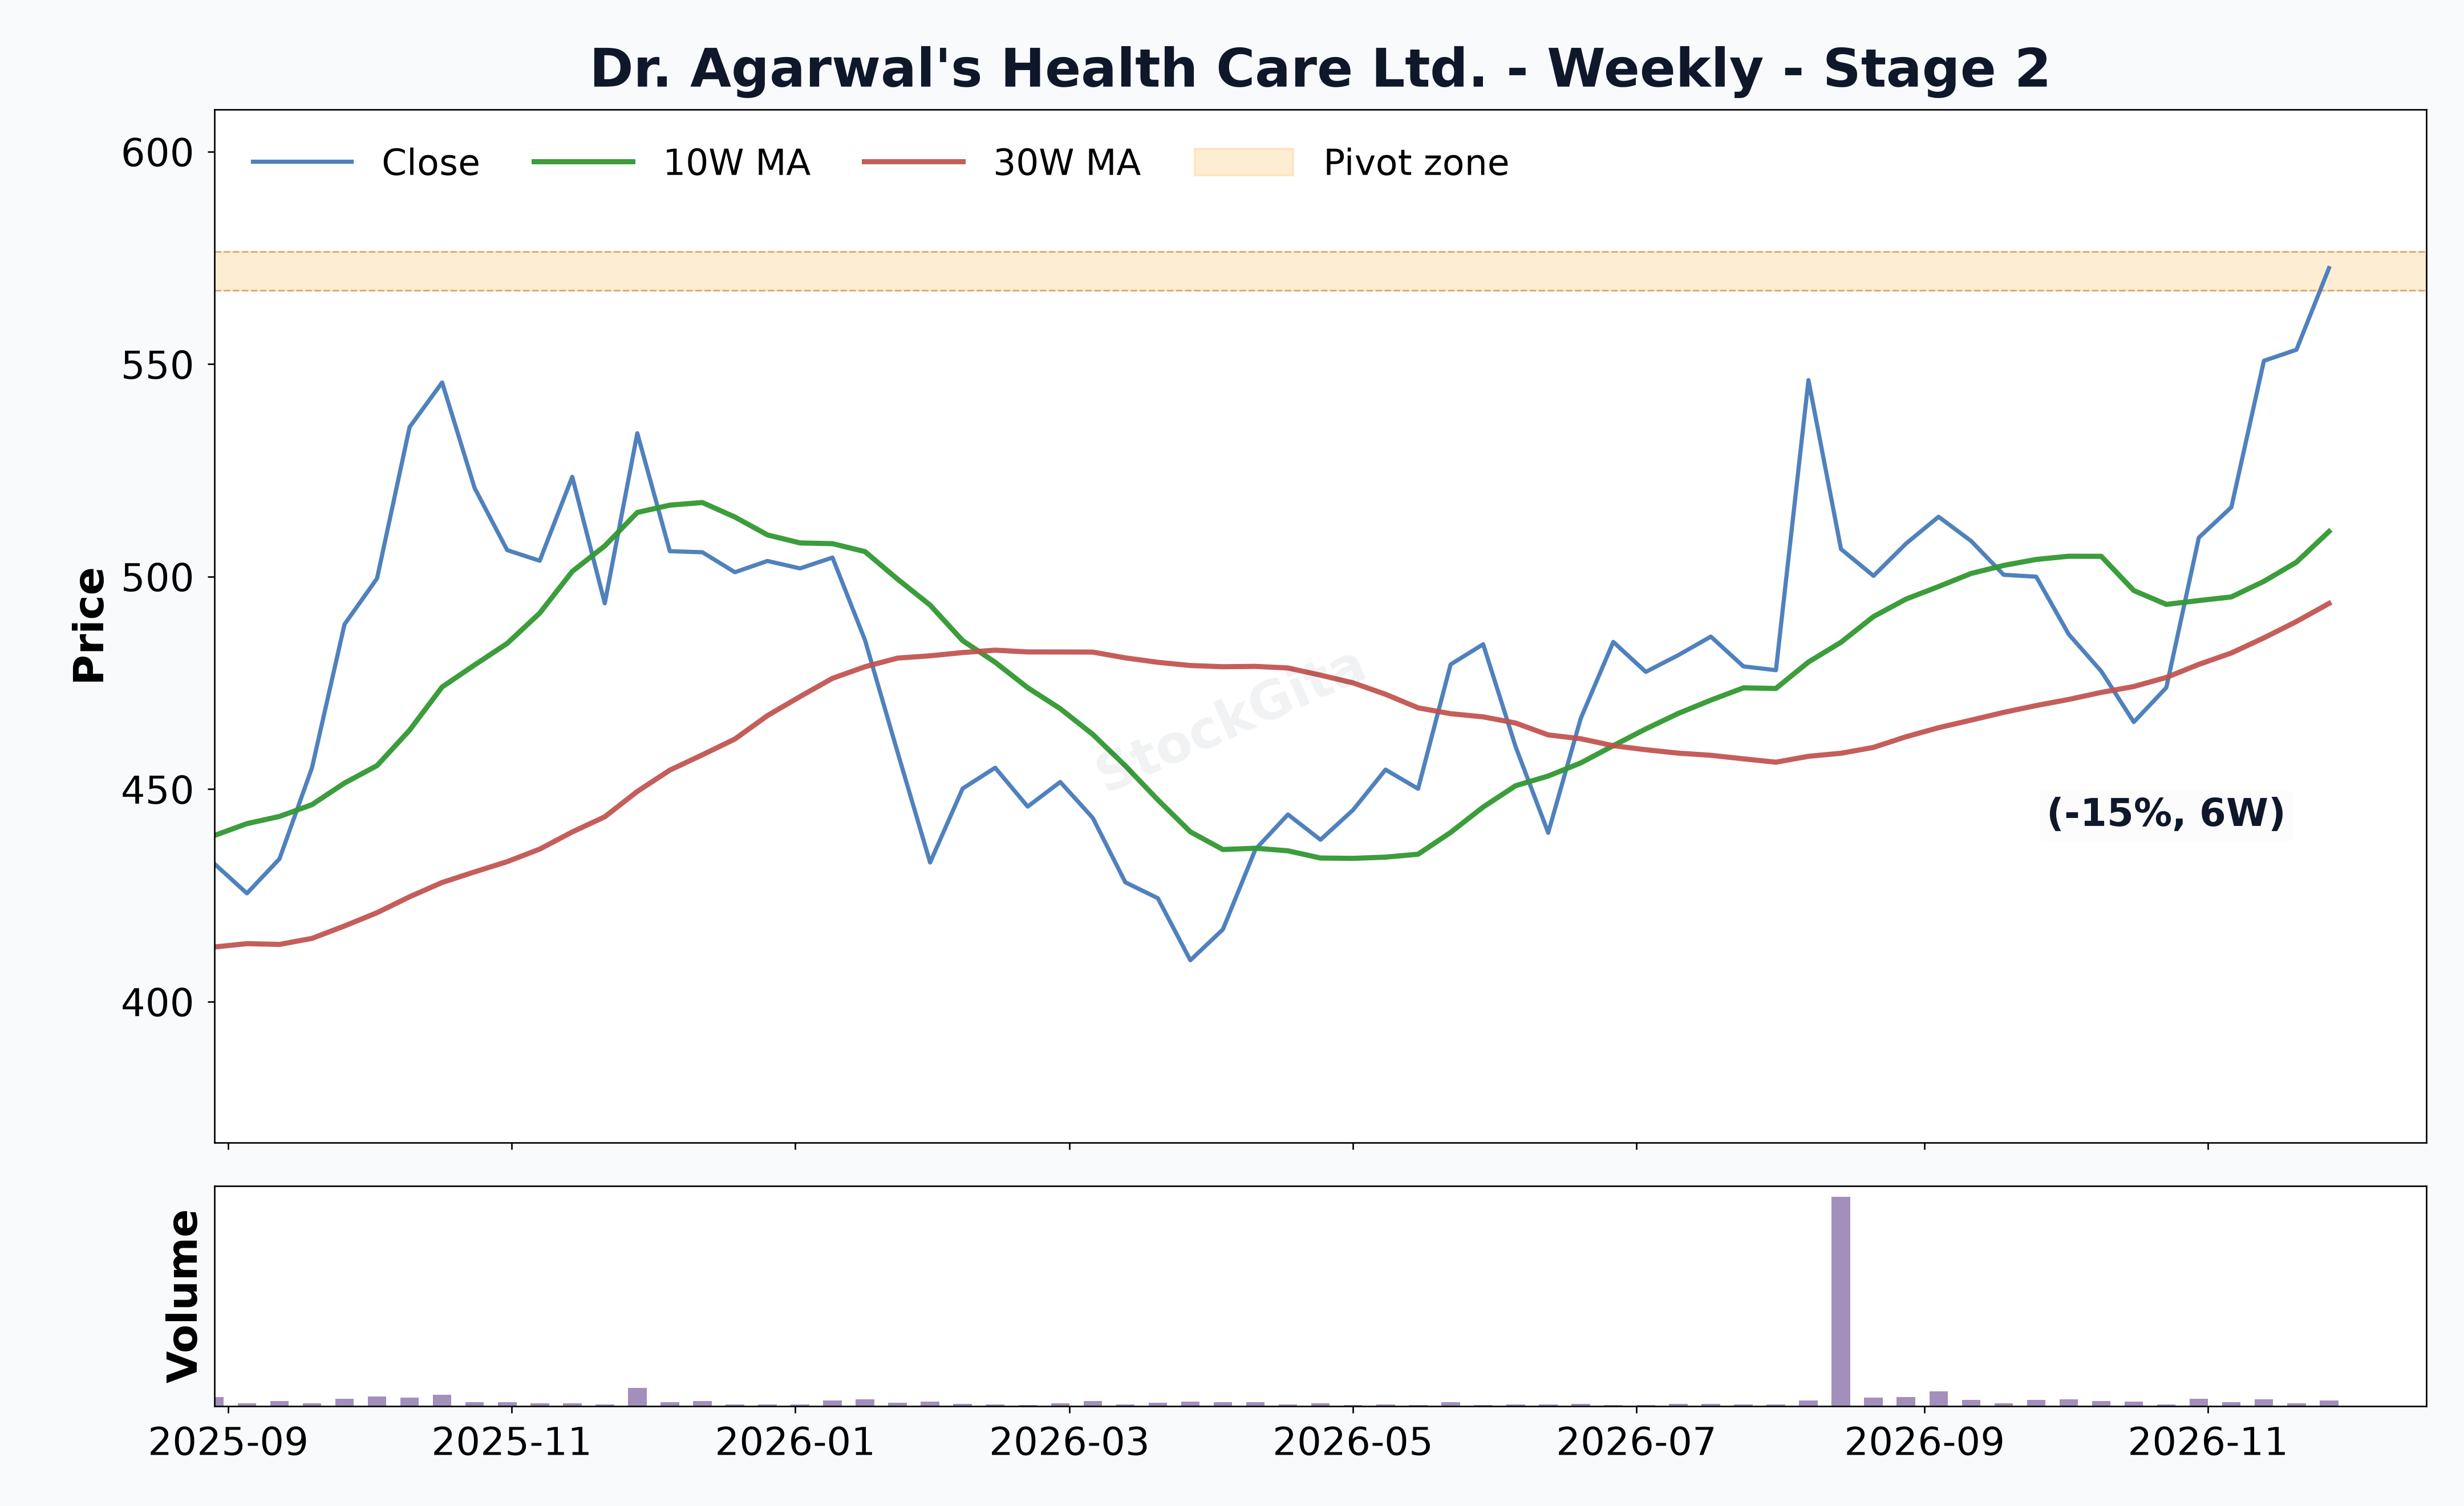 Dr. Agarwal's Health Care Ltd. - Weekly - Stage 2
Close 10W MA 30W MA Pivot zone
600
550
500
450
400
Price
StockGita
(-15%, 6W)
Volume
2025-09 2025-11 2026-01 2026-03 2026-05 2026-07 2026-09 2026-11